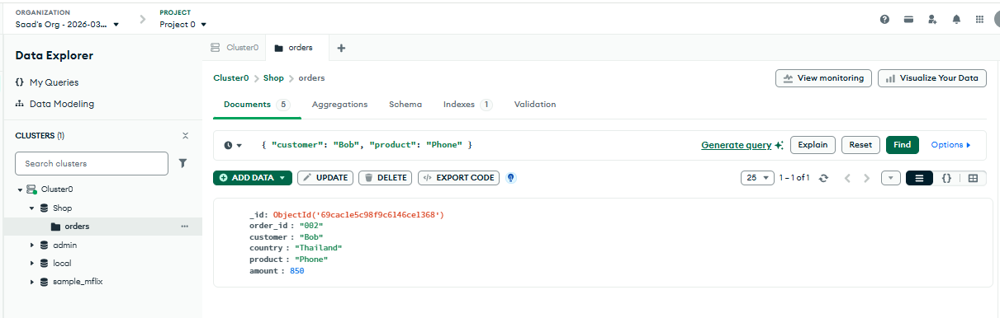 ORGANIZATION
Saad's Org - 2026-03...
PROJECT
Project 0
Data Explorer
My Queries
Data Modeling
CLUSTERS (1)
Search clusters
Cluster0
Shop
orders
admin
local
sample_mflix
Cluster0
orders
Cluster0 > Shop > orders
View monitoring
Visualize Your Data
Documents 5
Aggregations
Schema
Indexes 1
Validation
{ "customer": "Bob", "product": "Phone" }
Generate query
Explain
Reset
Find
Options
ADD DATA
UPDATE
DELETE
EXPORT CODE
25
1 – 1 of 1
_id: ObjectId('69cac1e5c98f9c6146ce1368')
order_id : "002"
customer : "Bob"
country : "Thailand"
product : "Phone"
amount : 850